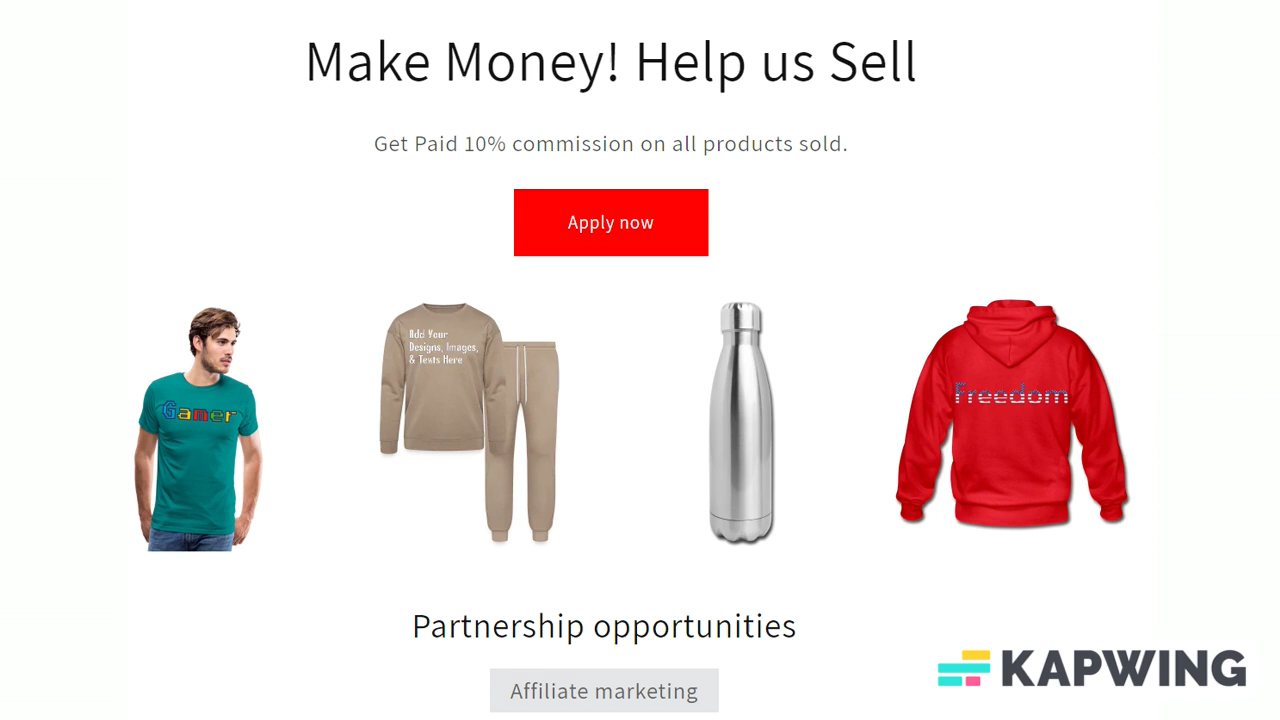 Make Money! Help us Sell
Get Paid 10% commission on all products sold.
Apply now
Gamer
Add Your
Designs, Images,
& Texts Here
Freedom
Partnership opportunities
Affiliate marketing
KAPWING